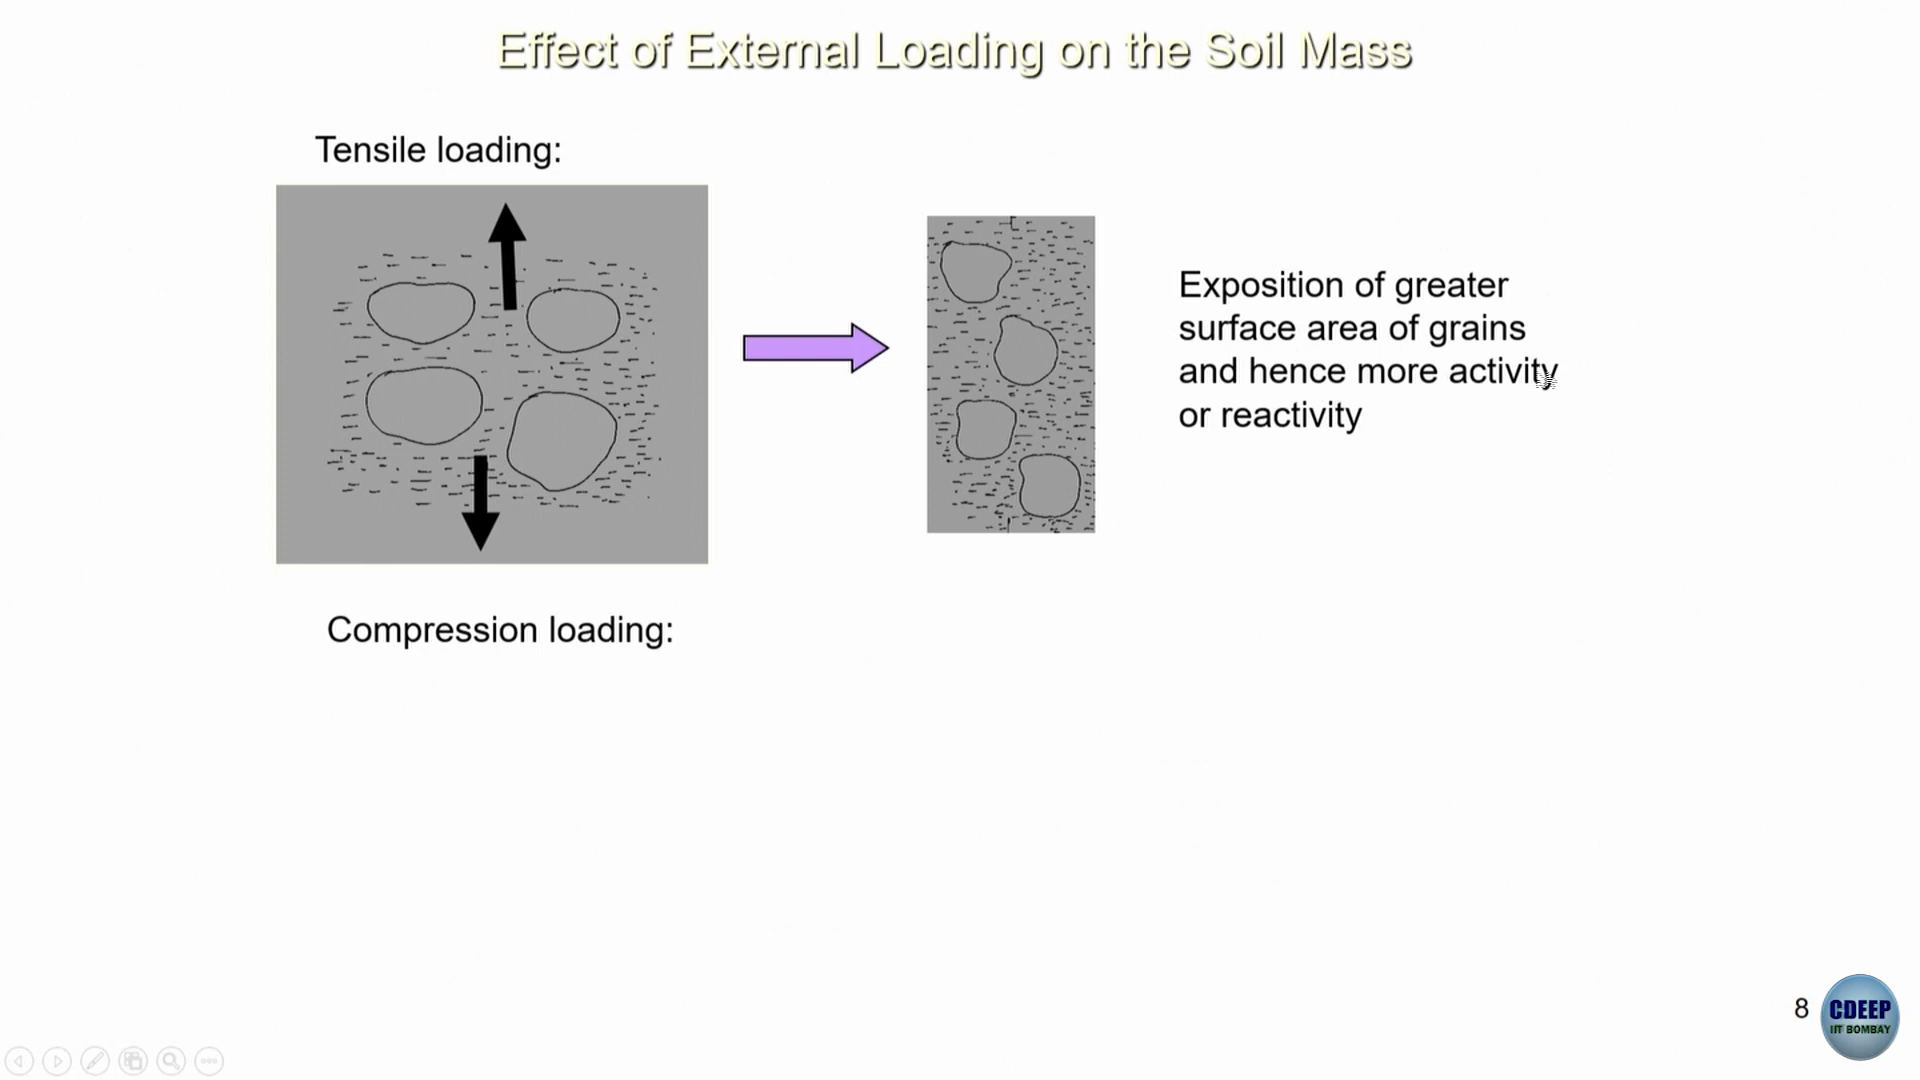 Effect of External Loading on the Soil Mass
Tensile loading:
Exposition of greater
surface area of grains
and hence more activity
or reactivity
Compression loading:
8
CDEEP
IIT BOMBAY